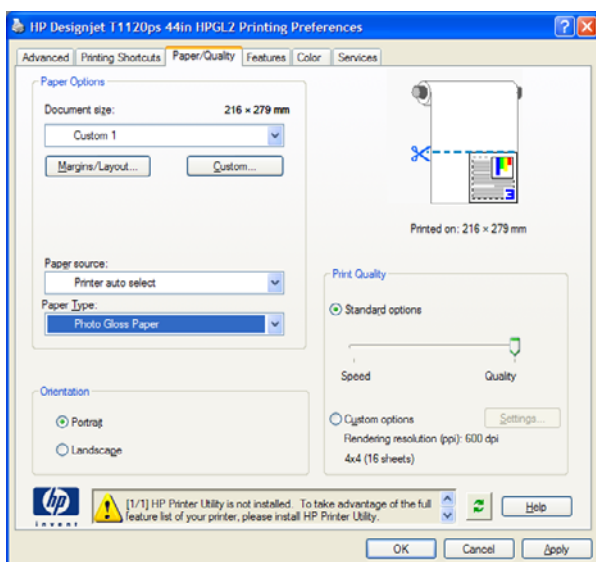 HP Designjet T1120ps 44in HPGL2 Printing Preferences
Advanced Printing Shortcuts Paper/Quality Features Color Services
Paper Options
Document size: 216 × 279 mm
Custom 1
Margins/Layout... Custom...
Printed on: 216 × 279 mm
Paper source:
Printer auto select
Paper Type:
Photo Gloss Paper
Print Quality
Standard options
Speed Quality
Custom options Settings...
Rendering resolution (ppi): 600 dpi
4x4 (16 sheets)
Orientation
Portrait
Landscape
hp
invent
[1/1] HP Printer Utility is not installed. To take advantage of the full
feature list of your printer, please install HP Printer Utility.
Help
OK Cancel Apply
3